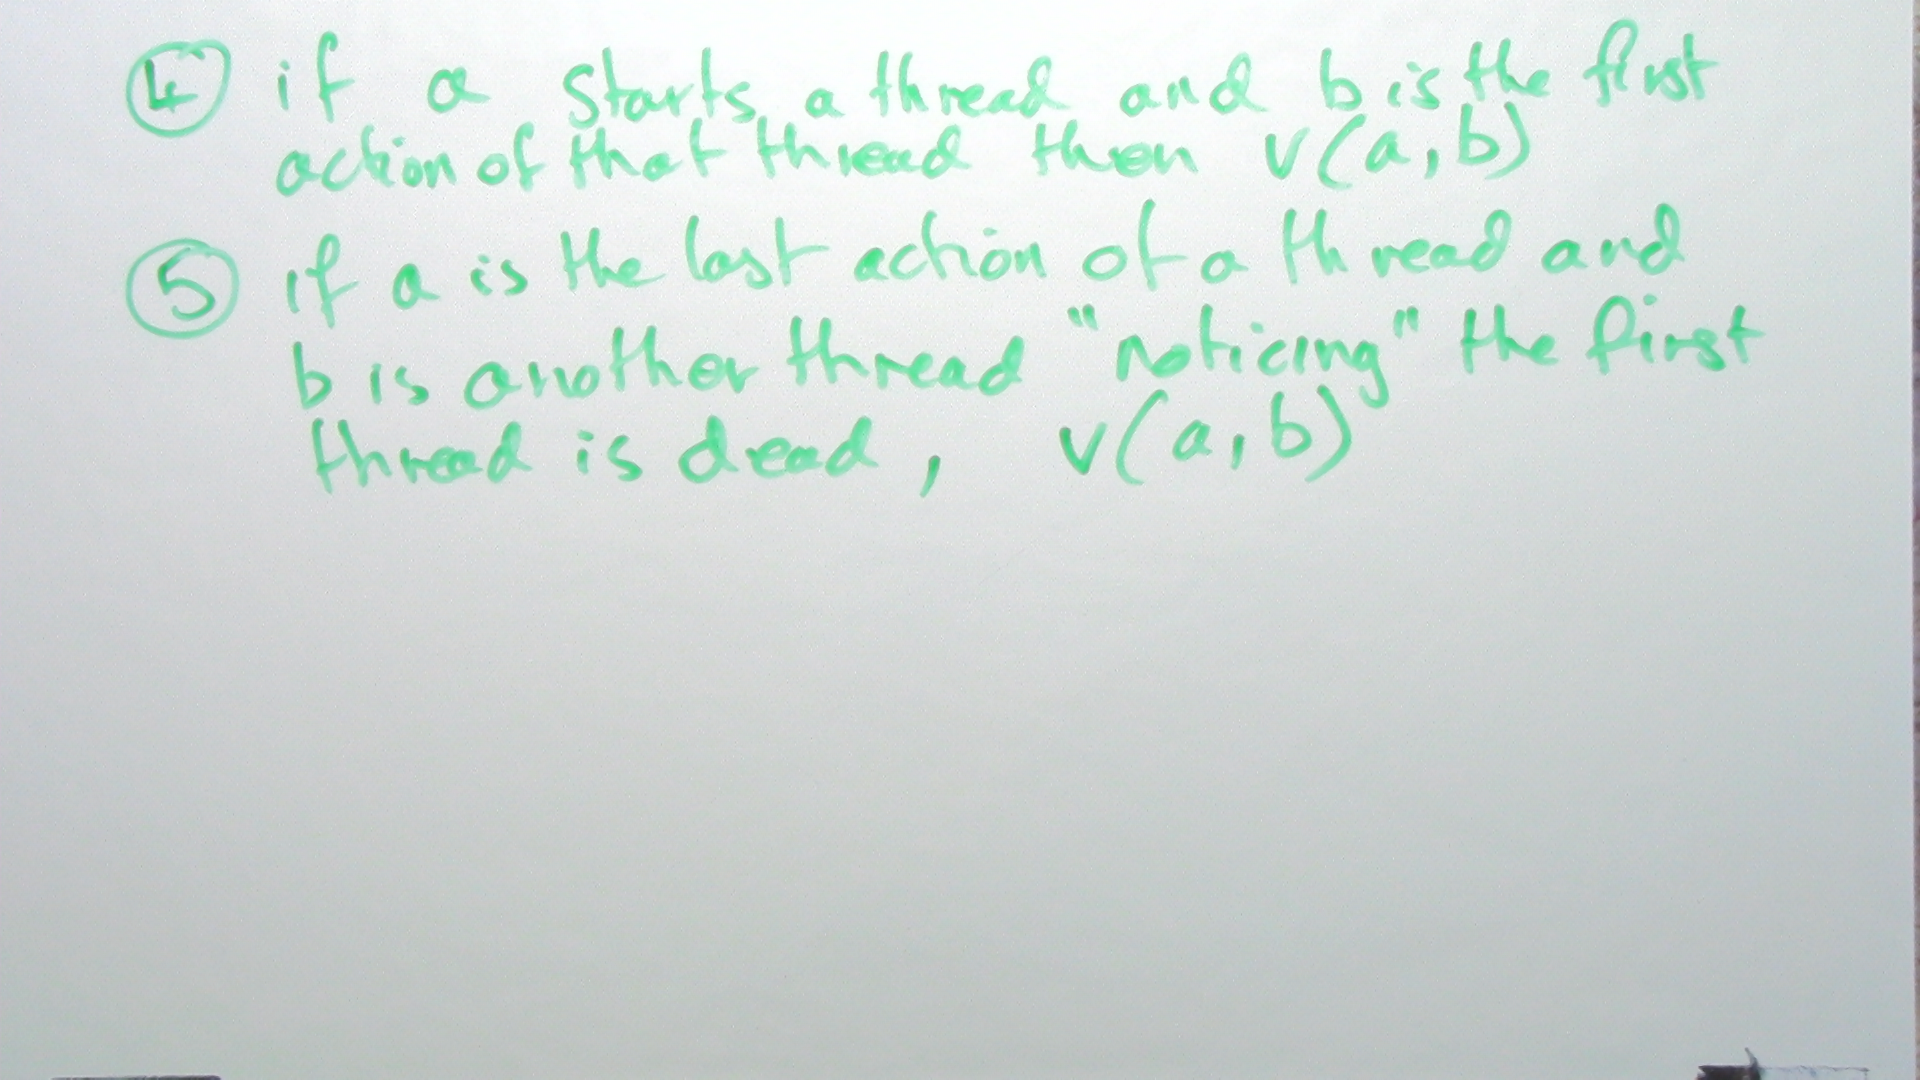 ④ if a starts a thread and b is the first
action of that thread then v(a,b)
⑤ if a is the last action of a thread and
b is another thread "noticing" the first
thread is dead, v(a,b)